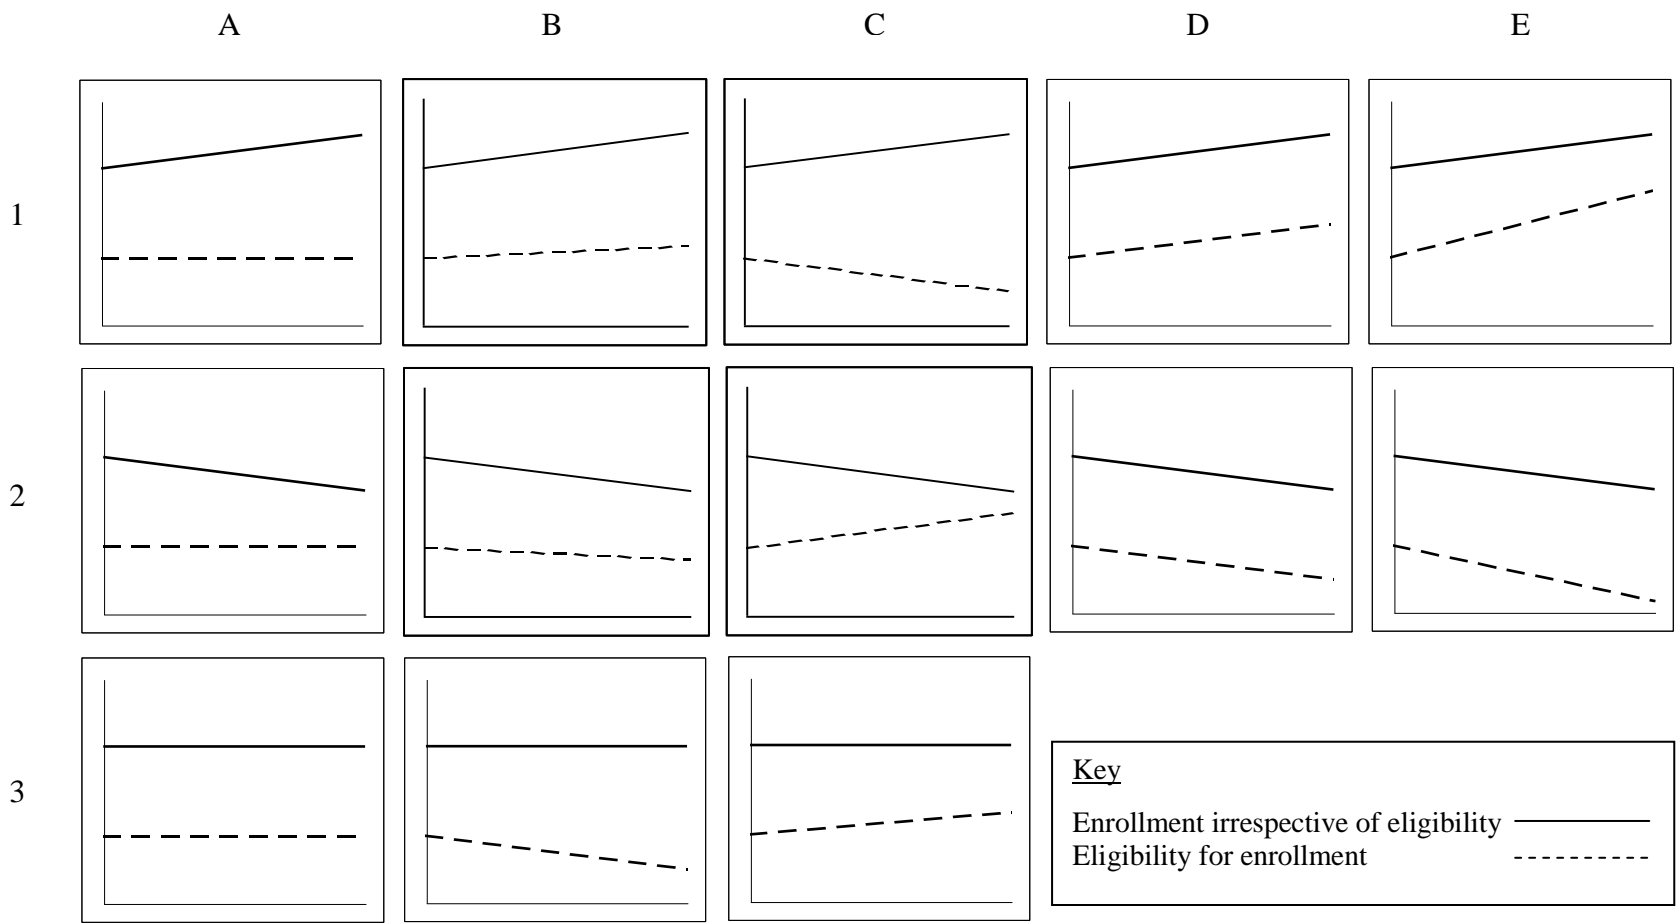 A B C D E
1
2
3
Key
Enrollment irrespective of eligibility
Eligibility for enrollment